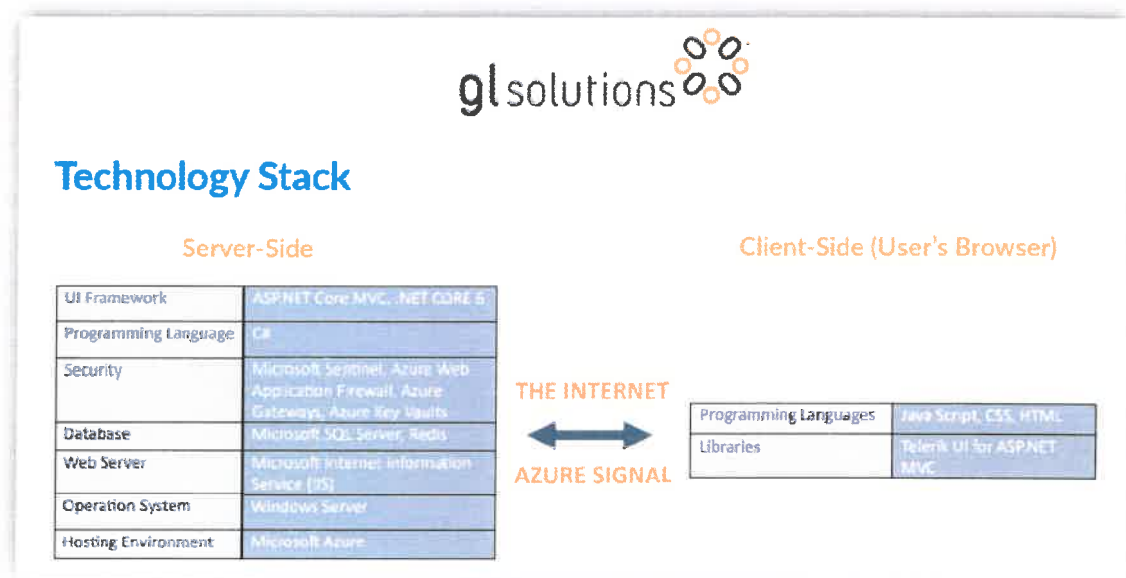 gl solutions
Technology Stack
Server-Side
UI Framework
ASP.NET Core MVC, .NET CORE 6
Programming Language
C#
Security
Microsoft Sentinel, Azure Web
Application Firewall, Azure
Gateways, Azure Key Vaults
Database
Microsoft SQL Server, Redis
Web Server
Microsoft Internet Information
Service (IIS)
Operation System
Windows Server
Hosting Environment
Microsoft Azure
THE INTERNET
AZURE SIGNAL
Client-Side (User's Browser)
Programming Languages
Java Script, CSS, HTML
Libraries
Telerik UI for ASP.NET
MVC